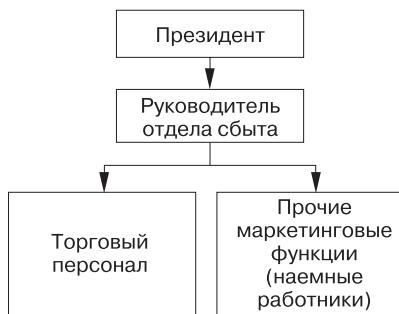 Президент
Руководитель
отдела сбыта
Торговый
персонал
Прочие
маркетинговые
функции
(наемные
работники)